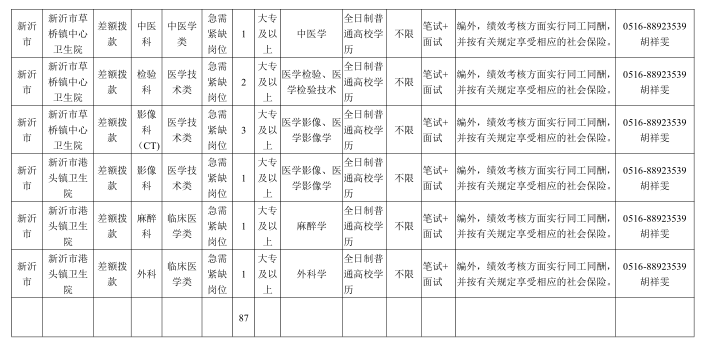 新沂市 新沂市草桥镇中心卫生院 差额拨款 中医科 中医学类 急需紧缺岗位 1 大专及以上 中医学 全日制普通高校学历 不限 笔试+面试 编外，绩效考核方面实行同工同酬，并按有关规定享受相应的社会保险。 0516-88923539 胡祥雯
新沂市 新沂市草桥镇中心卫生院 差额拨款 检验科 医学技术类 急需紧缺岗位 2 大专及以上 医学检验、医学检验技术 全日制普通高校学历 不限 笔试+面试 编外，绩效考核方面实行同工同酬，并按有关规定享受相应的社会保险。 0516-88923539 胡祥雯
新沂市 新沂市草桥镇中心卫生院 差额拨款 影像科（CT) 医学技术类 急需紧缺岗位 3 大专及以上 医学影像、医学影像学 全日制普通高校学历 不限 笔试+面试 编外，绩效考核方面实行同工同酬，并按有关规定享受相应的社会保险。 0516-88923539 胡祥雯
新沂市 新沂市港头镇卫生院 差额拨款 影像科 医学技术类 急需紧缺岗位 1 大专及以上 医学影像、医学影像学 全日制普通高校学历 不限 笔试+面试 编外，绩效考核方面实行同工同酬，并按有关规定享受相应的社会保险。 0516-88923539 胡祥雯
新沂市 新沂市港头镇卫生院 差额拨款 麻醉科 临床医学类 急需紧缺岗位 1 大专及以上 麻醉学 全日制普通高校学历 不限 笔试+面试 编外，绩效考核方面实行同工同酬，并按有关规定享受相应的社会保险。 0516-88923539 胡祥雯
新沂市 新沂市港头镇卫生院 差额拨款 外科 临床医学类 急需紧缺岗位 1 大专及以上 外科学 全日制普通高校学历 不限 笔试+面试 编外，绩效考核方面实行同工同酬，并按有关规定享受相应的社会保险。 0516-88923539 胡祥雯
87